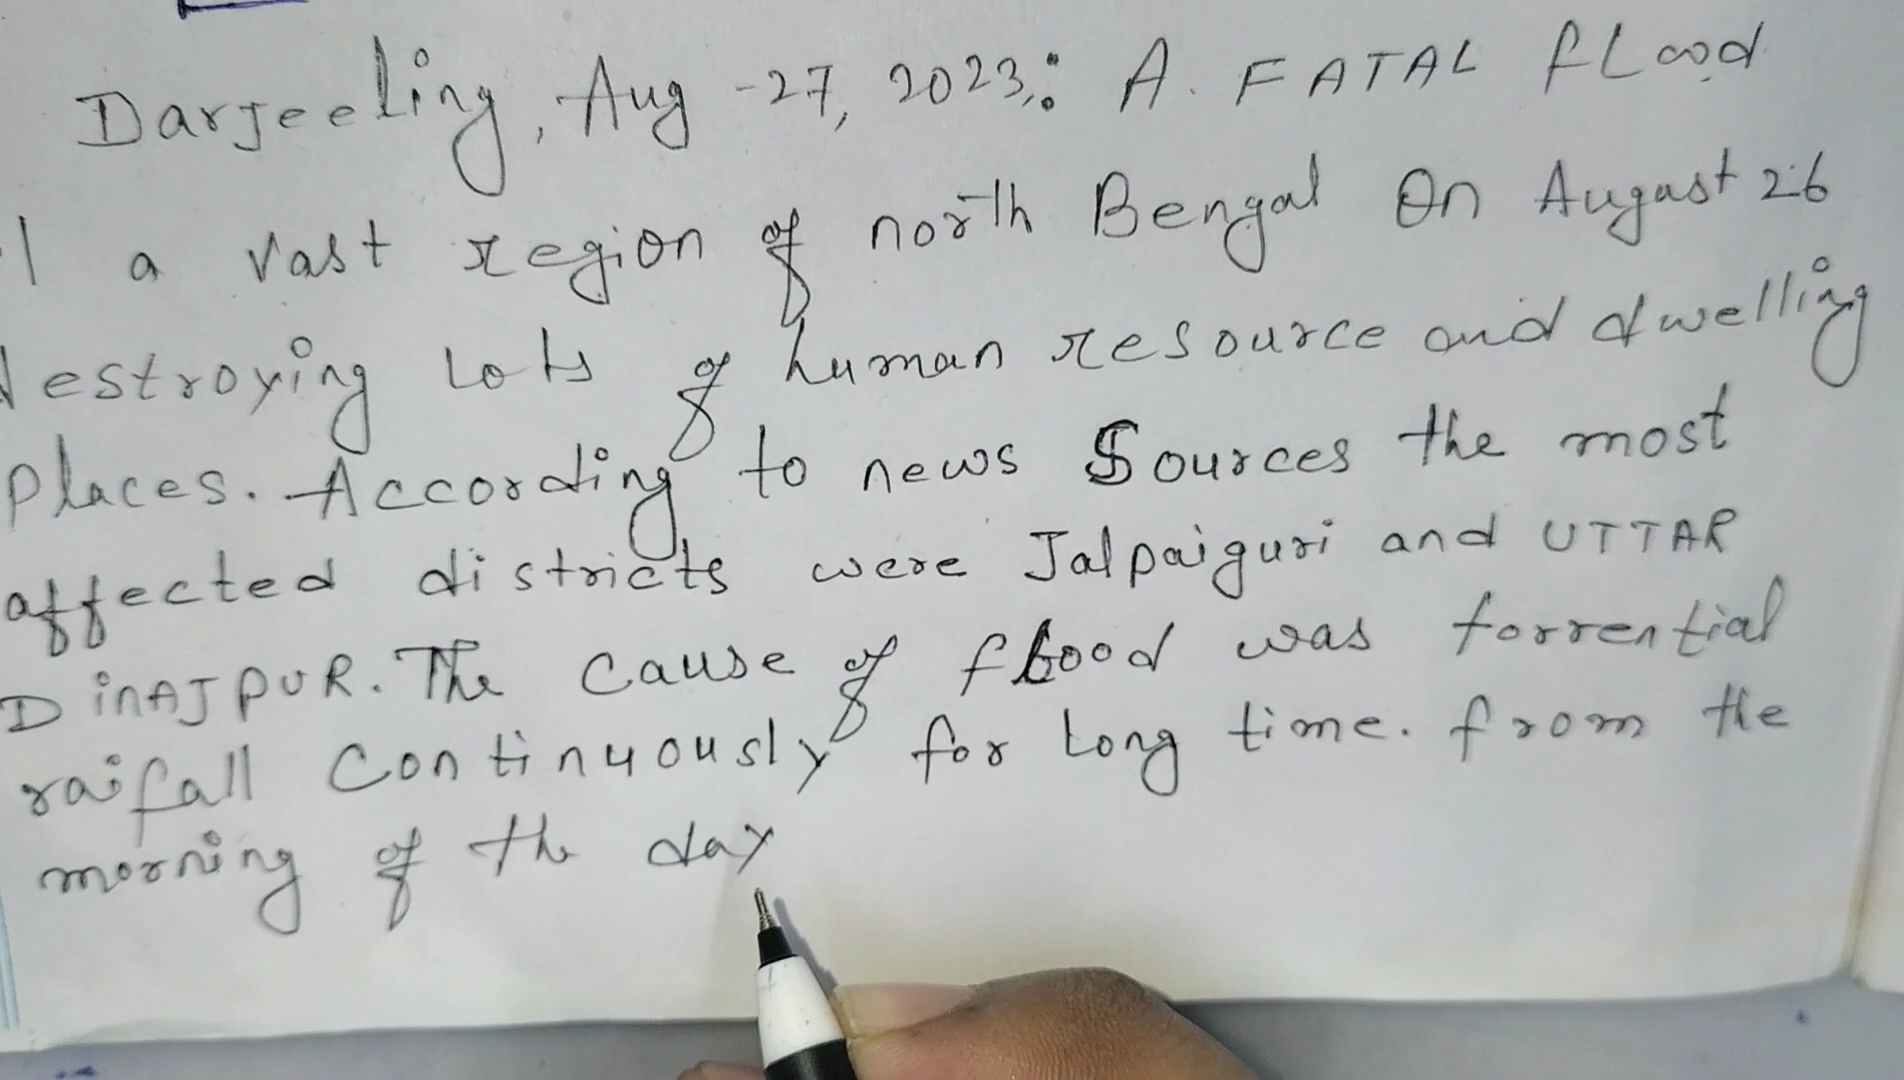 Darjeeling, Aug -27, 2023,: A. FATAL fLood
a vast region of north Bengal On August 26
destroying Lots of human resource and dwelling
places. According to news Sources the most
affected districts were Jalpaiguri and UTTAR
DinAJpUR. The Cause of flood was torrential
raifall Continuously for Long time. from the
morning of the day